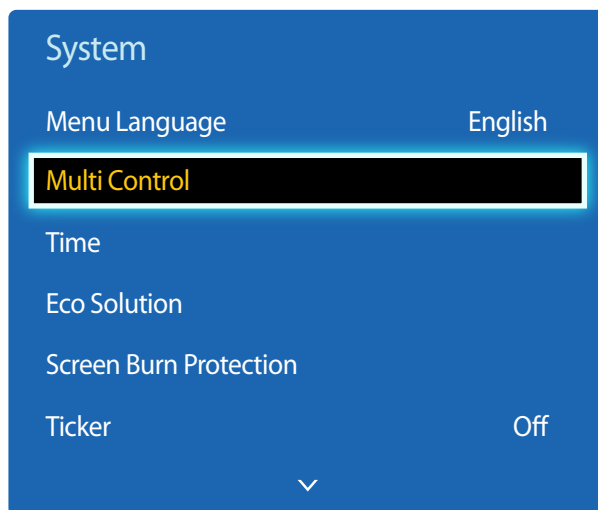 System
Menu Language English
Multi Control
Time
Eco Solution
Screen Burn Protection
Ticker Off